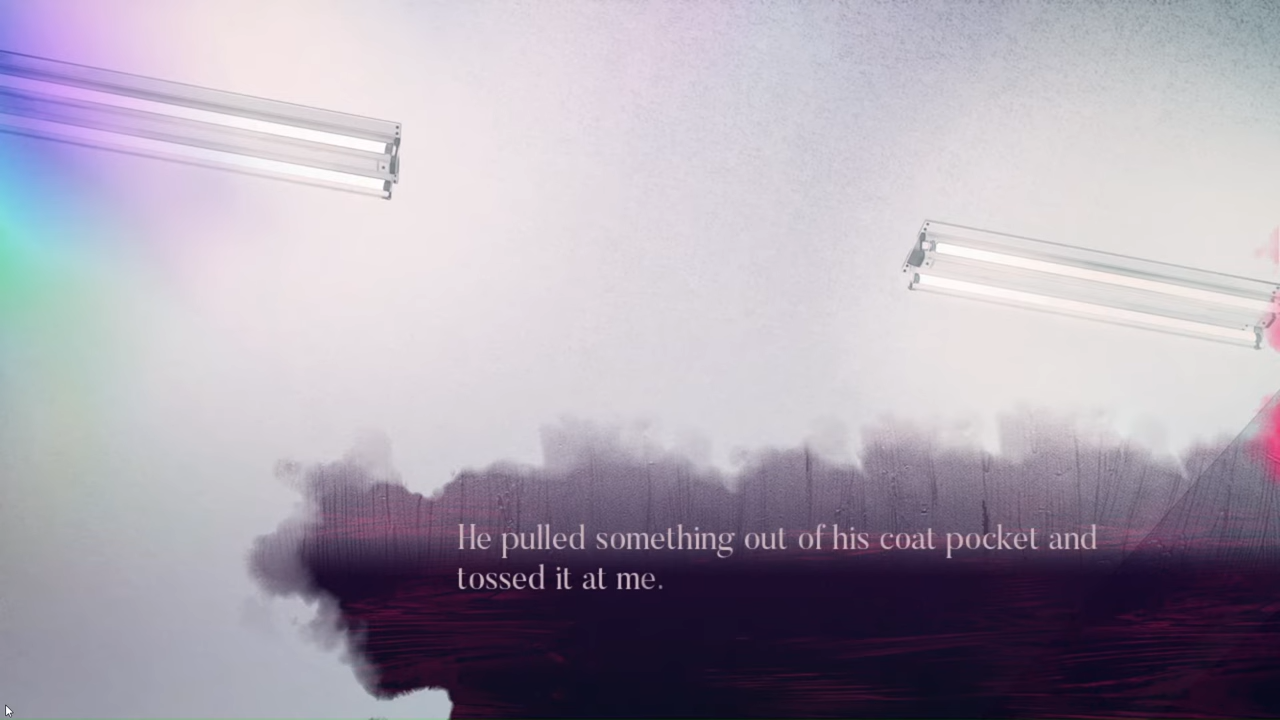 He pulled something out of his coat pocket and
tossed it at me.